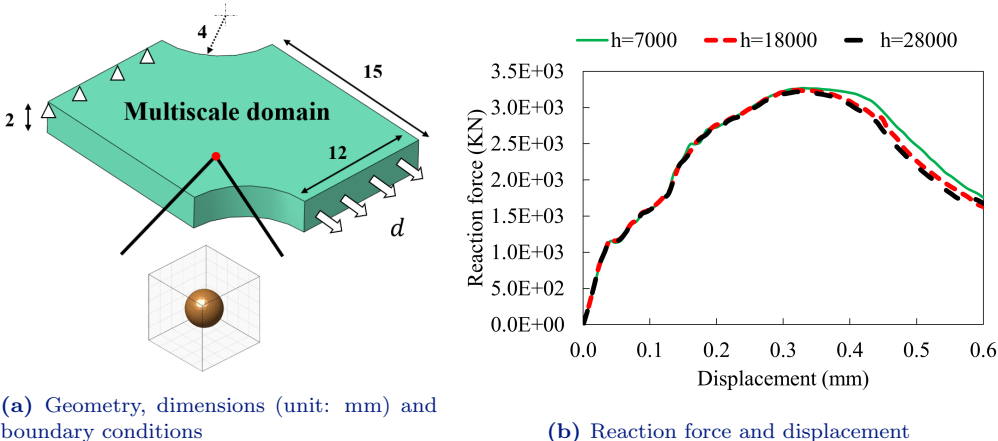 4
15
2
Multiscale domain
12
d
(a) Geometry, dimensions (unit: mm) and
boundary conditions
h=7000 h=18000 h=28000
Reaction force (KN)
3.5E+03
3.0E+03
2.5E+03
2.0E+03
1.5E+03
1.0E+03
5.0E+02
0.0E+00
0.0 0.1 0.2 0.3 0.4 0.5 0.6
Displacement (mm)
(b) Reaction force and displacement